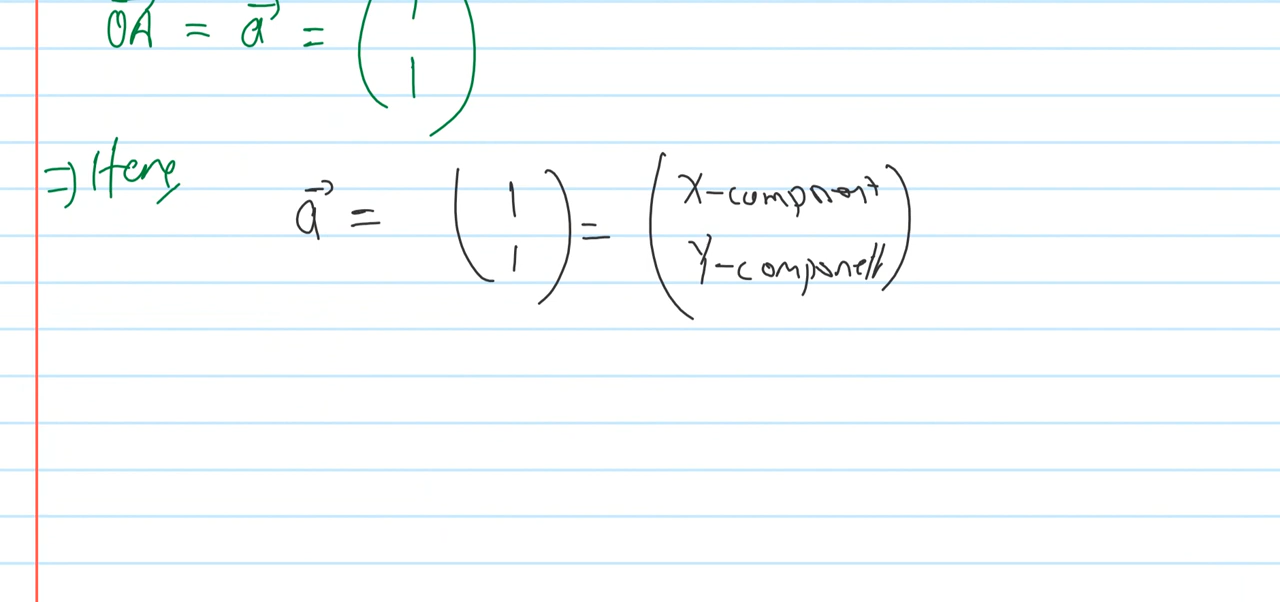 OA = a⃗ = ( 1
1 )
⇒ Here,
a⃗ = ( 1 ) = ( X-component )
( 1 ) ( Y-component )